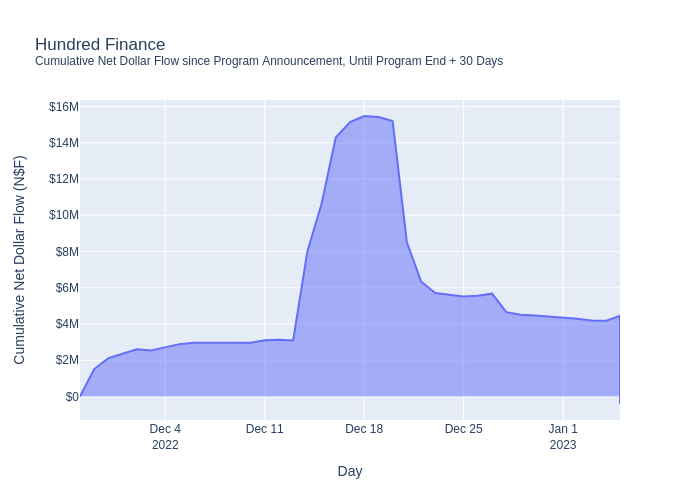 Hundred Finance
Cumulative Net Dollar Flow since Program Announcement, Until Program End + 30 Days
Cumulative Net Dollar Flow (N$F)
$16M
$14M
$12M
$10M
$8M
$6M
$4M
$2M
$0
Dec 4
2022
Dec 11
Dec 18
Dec 25
Jan 1
2023
Day